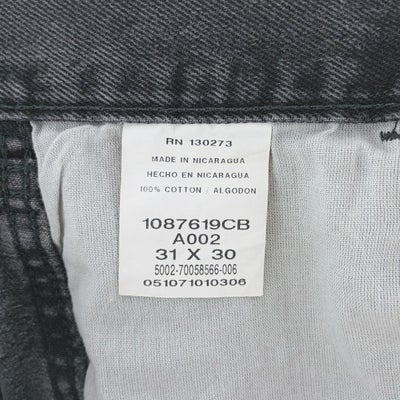 RN 130273
MADE IN NICARAGUA
HECHO EN NICARAGUA
100% COTTON / ALGODON
1087619CB
A002
31 X 30
5002-70058566-006
051071010306